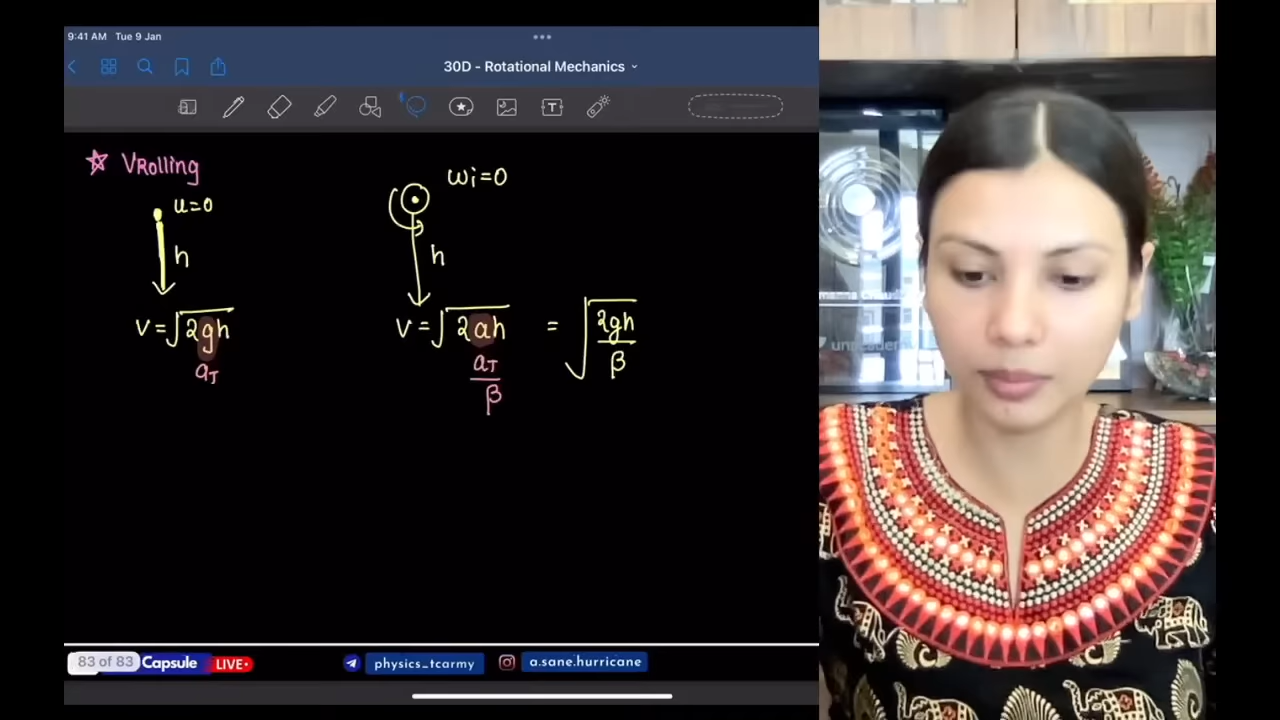 9:41 AM Tue 9 Jan
30D - Rotational Mechanics
T
VRolling
u=0
ωi=0
h
h
v=√2gh
v=√2ah = √2gh/β
aT
aT/β
83 of 83 Capsule LIVE
physics_tcarmy
a.sane.hurricane